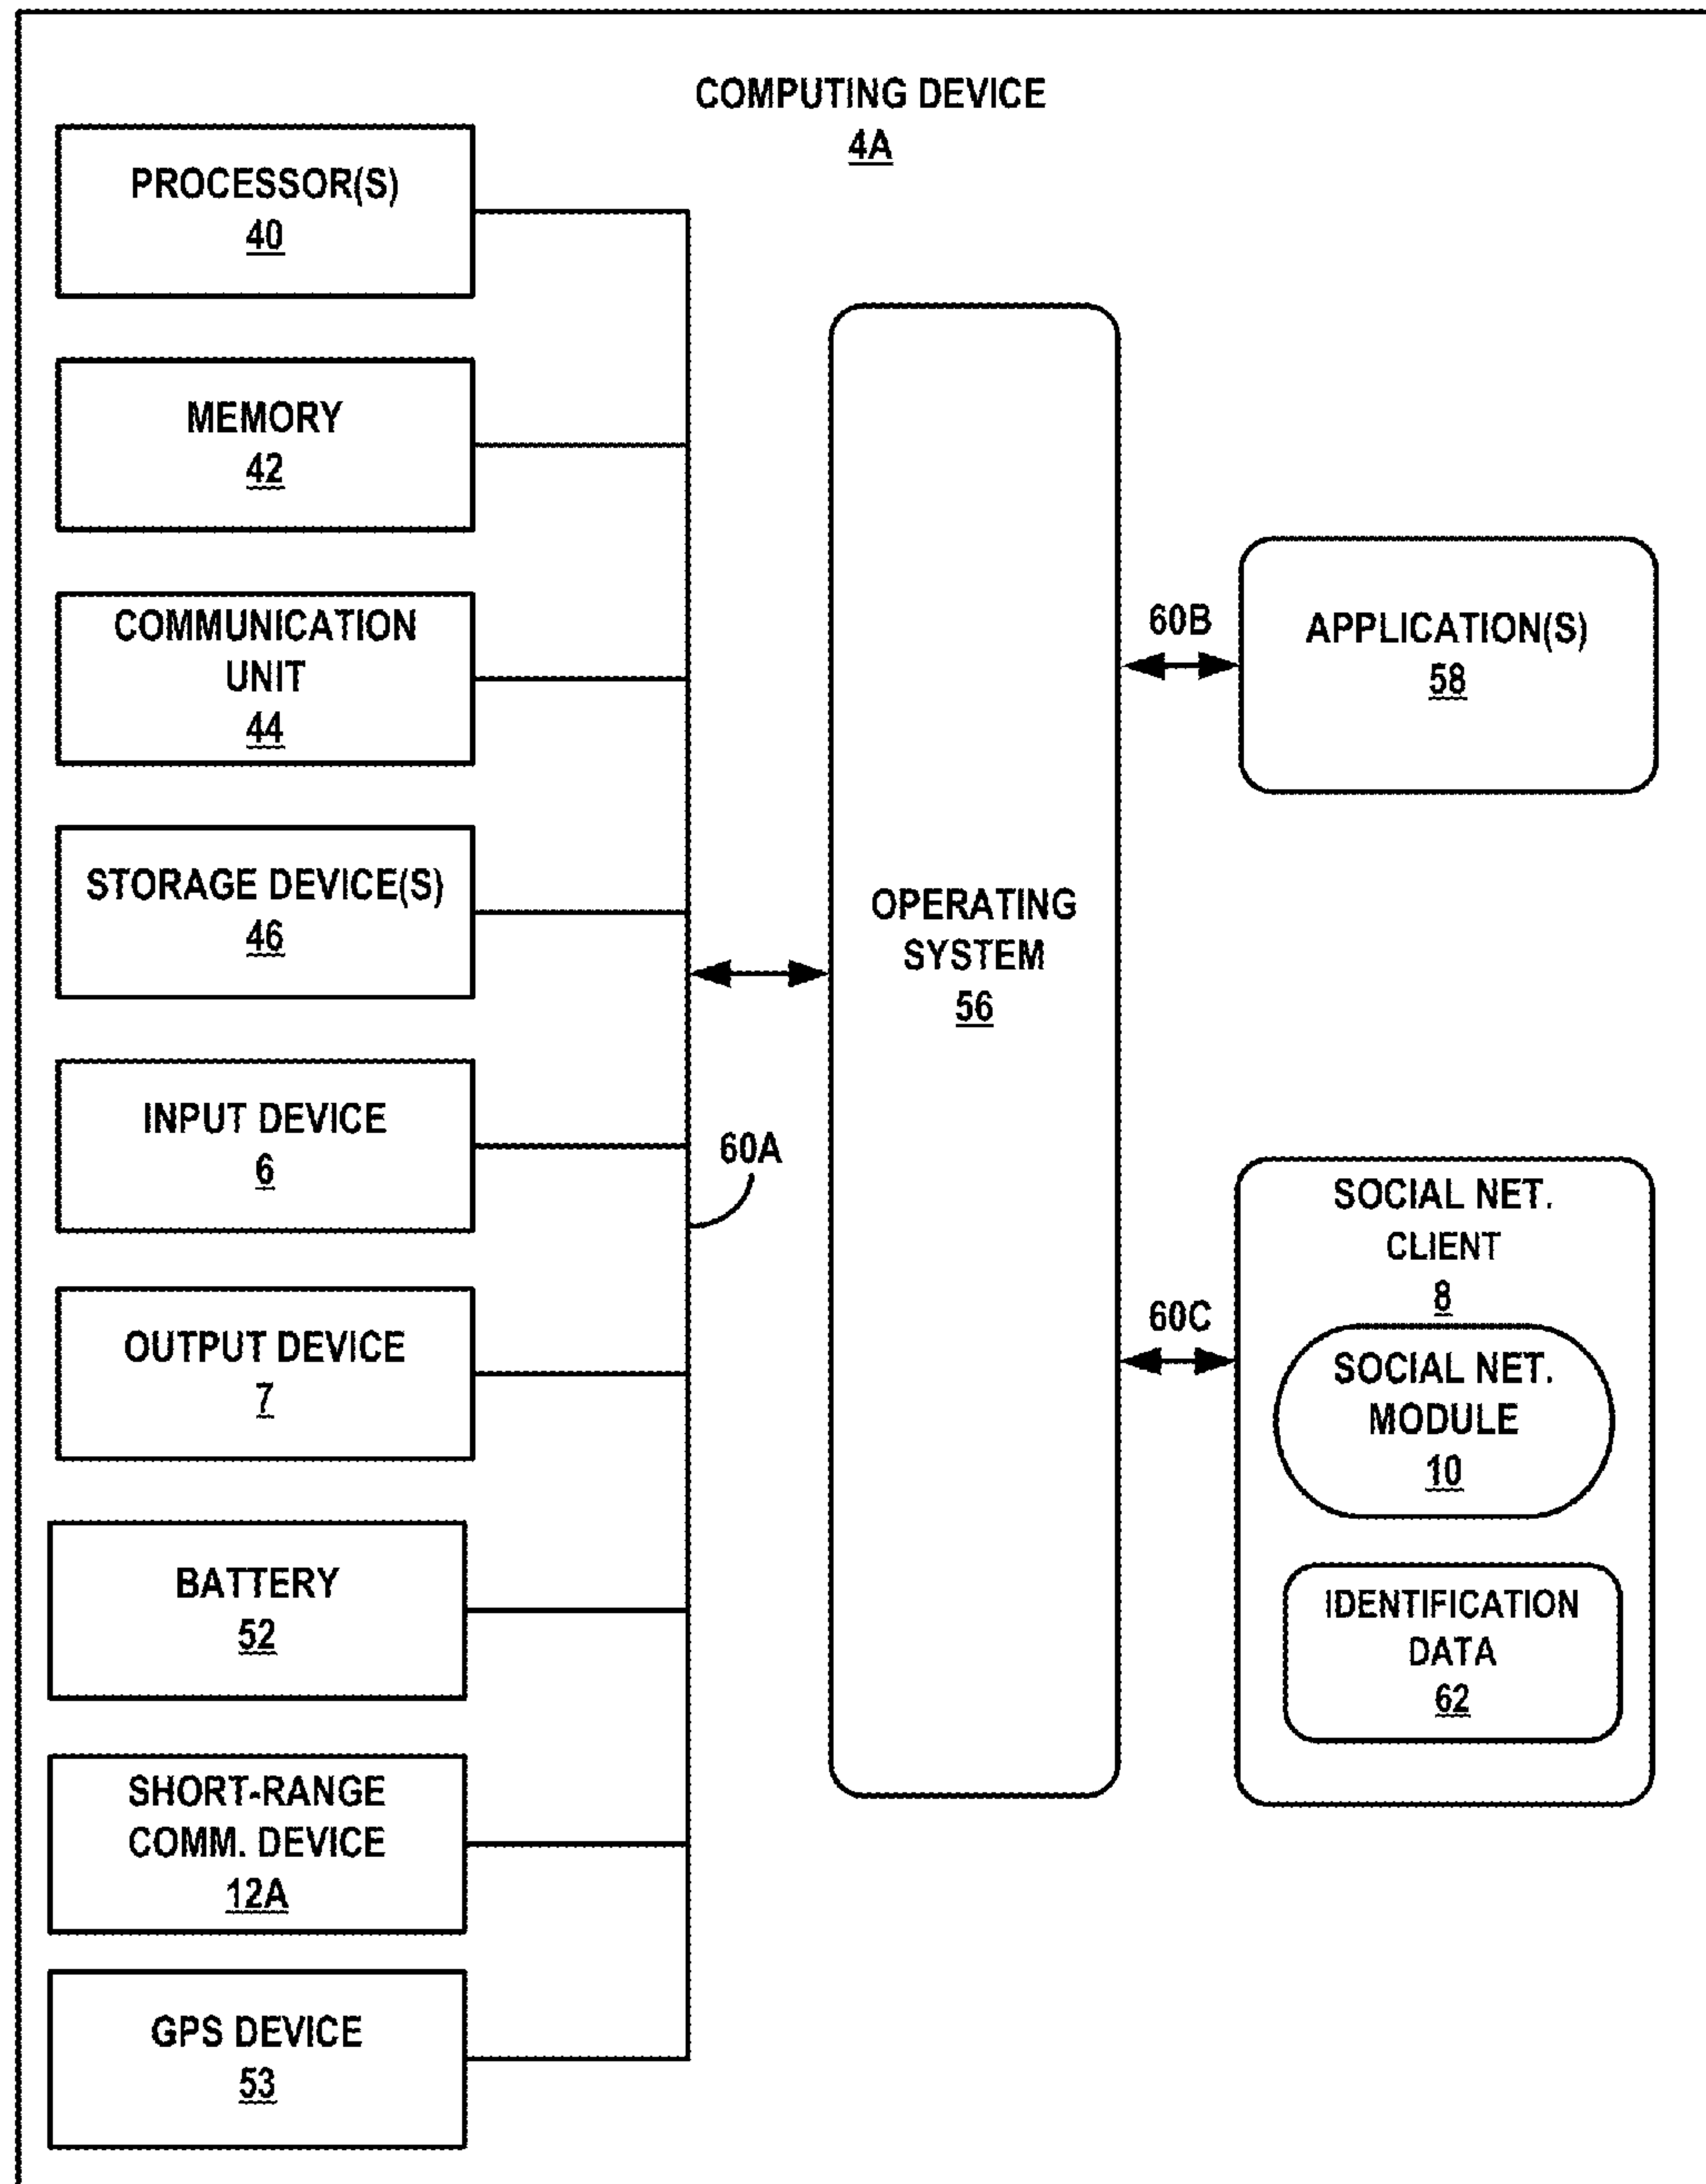 COMPUTING DEVICE
4A
PROCESSOR(S)
40
MEMORY
42
COMMUNICATION
UNIT
44
STORAGE DEVICE(S)
46
INPUT DEVICE
6
OUTPUT DEVICE
7
BATTERY
52
SHORT-RANGE
COMM. DEVICE
12A
GPS DEVICE
53
60A
OPERATING
SYSTEM
56
60B
APPLICATION(S)
58
60C
SOCIAL NET.
CLIENT
8
SOCIAL NET.
MODULE
10
IDENTIFICATION
DATA
62